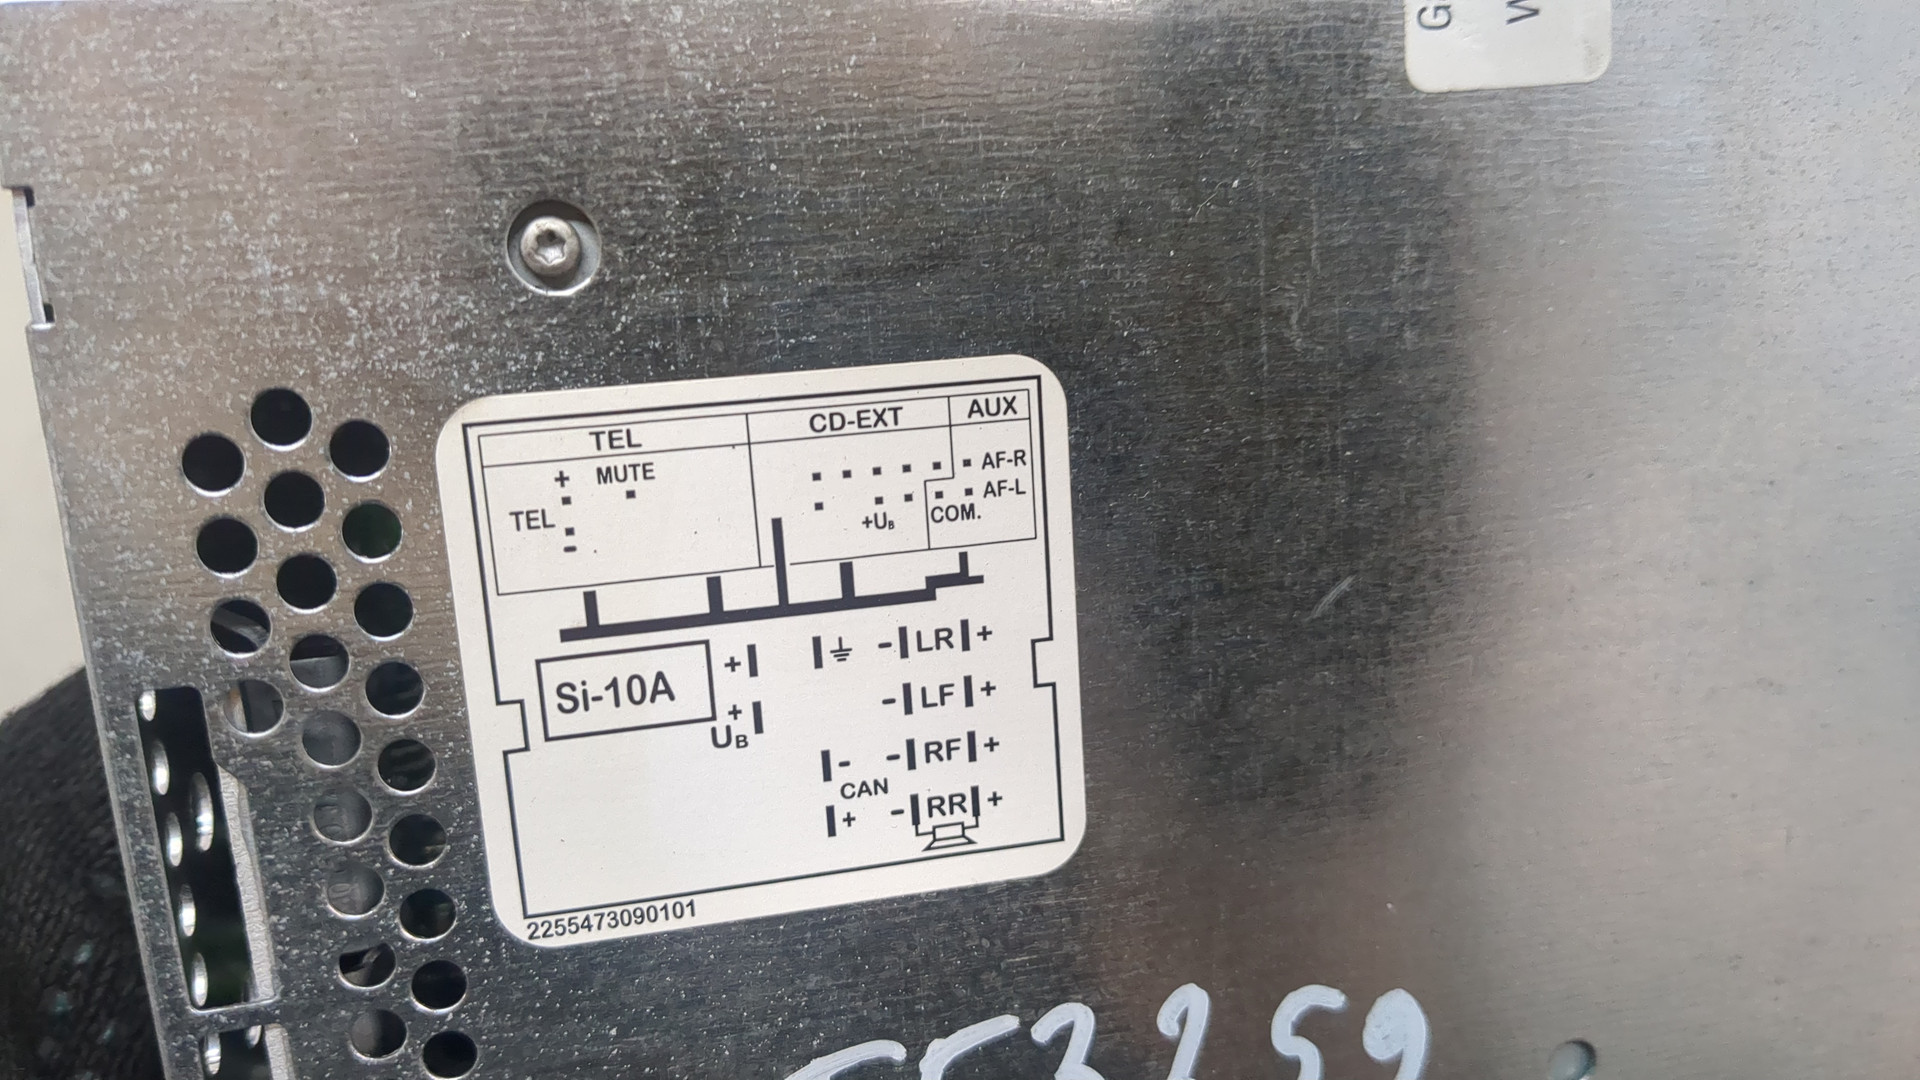 TEL
CD-EXT
AUX
+ MUTE
TEL
-
AF-R
AF-L
+UB
COM.
Si-10A
+
+
UB
- LR +
- LF +
- RF +
- RR +
-
CAN
+
2255473090101